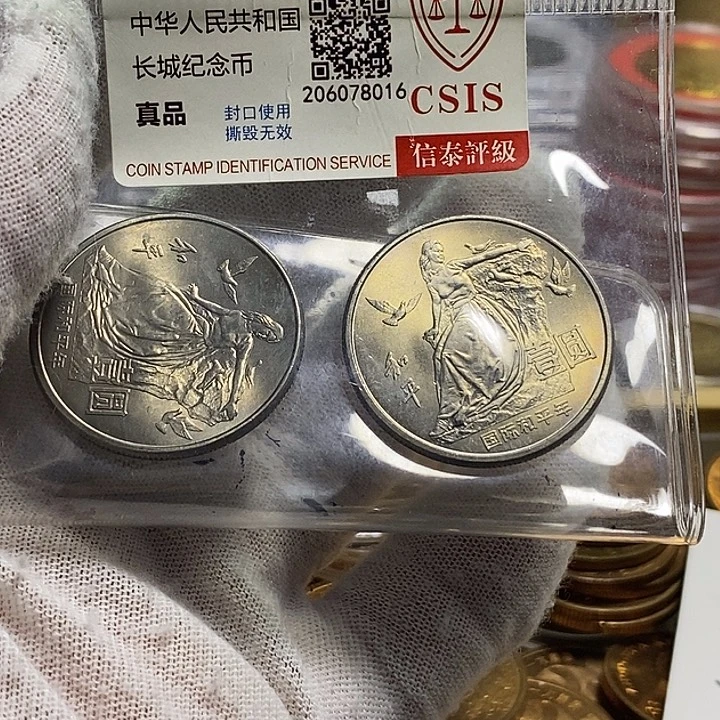 中华人民共和国
长城纪念币
206078016
真品
封口使用
撕毁无效
CSIS
COIN STAMP IDENTIFICATION SERVICE
信泰評級
和平
壹圆
和平
壹圆
国际和平年